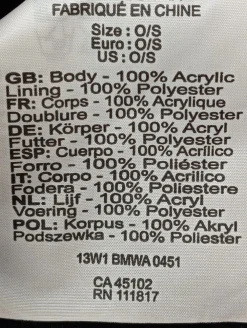 FABRIQUÉ EN CHINE
Size : O/S
Euro : O/S
US : O/S
GB: Body - 100% Acrylic
Lining - 100% Polyester
FR: Corps - 100% Acrylique
Doublure - 100% Polyester
DE: Körper - 100% Acryl
Futter - 100% Polyester
ESP: Cuerpo - 100% Acrílico
Forro - 100% Poliéster
IT: Corpo - 100% Acrilico
Fodera - 100% Poliestere
NL: Lijf - 100% Acryl
Voering - 100% Polyester
POL: Korpus - 100% Akryl
Podszewka - 100% Poliester
13W1 BMWA 0451
CA 45102
RN 111817